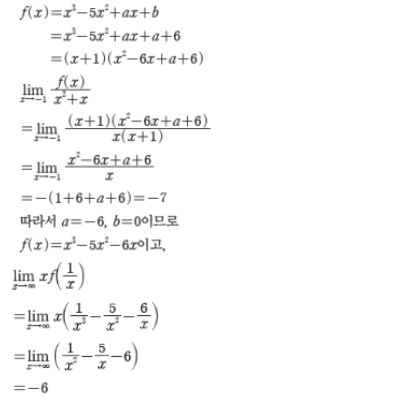 f(x)=x³−5x²+ax+b
=x³−5x²+ax+a+6
=(x+1)(x²−6x+a+6)
lim_{x→−1} f(x)/(x²+x)
=lim_{x→−1} (x+1)(x²−6x+a+6)/(x(x+1))
=lim_{x→−1} (x²−6x+a+6)/x
=−(1+6+a+6)=−7
따라서 a=−6, b=0이므로
f(x)=x³−5x²−6x이고,
lim_{x→∞} xf(1/x)
=lim_{x→∞} x(1/x³−5/x²−6/x)
=lim_{x→∞} (1/x²−5/x−6)
=−6